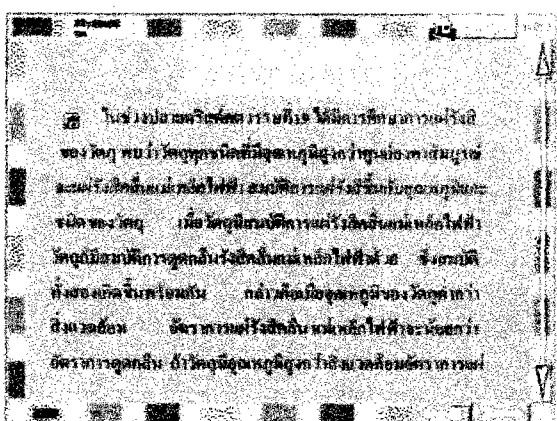 ในช่วงปลายคริสต์ศตวรรษที่19 ได้มีการศึกษาการแผ่รังสี
ของวัตถุ พบว่าวัตถุทุกชนิดที่มีอุณหภูมิสูงกว่าศูนย์องศาสัมบูรณ์
จะแผ่รังสีคลื่นแม่เหล็กไฟฟ้า สมบัติการแผ่รังสีขึ้นกับอุณหภูมิและ
ชนิดของวัตถุ เมื่อวัตถุมีสมบัติการแผ่รังสีคลื่นแม่เหล็กไฟฟ้า
วัตถุก็มีสมบัติการดูดกลืนรังสีคลื่นแม่เหล็กไฟฟ้าด้วย ซึ่งสมบัติ
ทั้งสองเกิดขึ้นพร้อมกัน กล่าวคือเมื่ออุณหภูมิของวัตถุต่ำกว่า
สิ่งแวดล้อม อัตราการแผ่รังสีคลื่นแม่เหล็กไฟฟ้าจะน้อยกว่า
อัตราการดูดกลืน ถ้าวัตถุมีอุณหภูมิสูงกว่าสิ่งแวดล้อมอัตราการแผ่